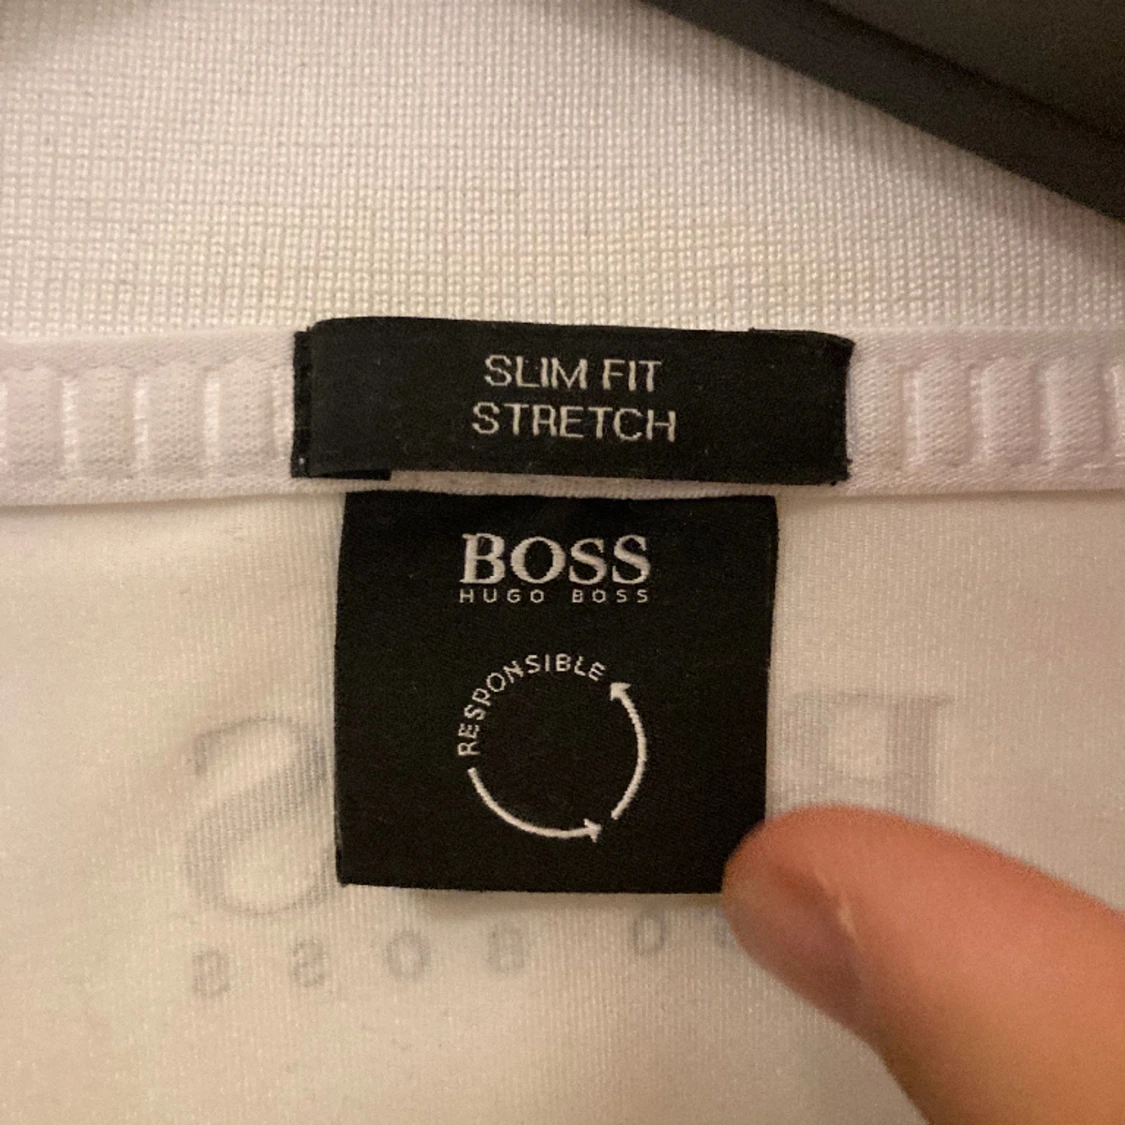 SLIM FIT
STRETCH
BOSS
HUGO BOSS
RESPONSIBLE